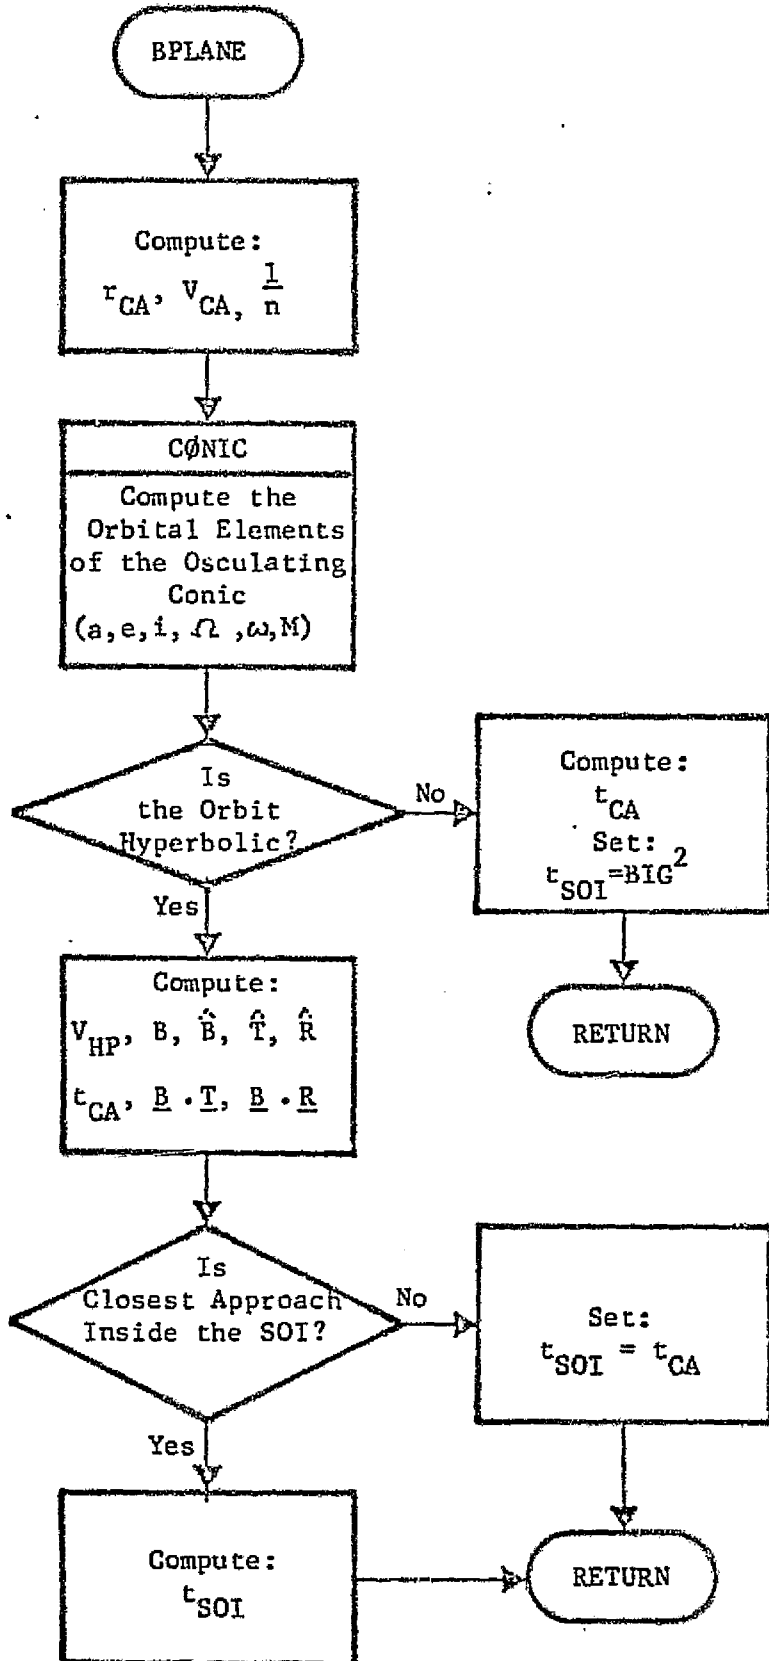 BPLANE
Compute:
r_CA, V_CA, 1/n
CØNIC
Compute the
Orbital Elements
of the Osculating
Conic
(a,e,i, Ω ,ω,M)
Is
the Orbit
Hyperbolic?
No
Compute:
t_CA
Set:
t_SOI=BIG²
RETURN
Yes
Compute:
V_HP, B, B̂, T̂, R̂
t_CA, B̲ · T̲, B̲ · R̲
Is
Closest Approach
Inside the SOI?
No
Set:
t_SOI = t_CA
Yes
Compute:
t_SOI
RETURN